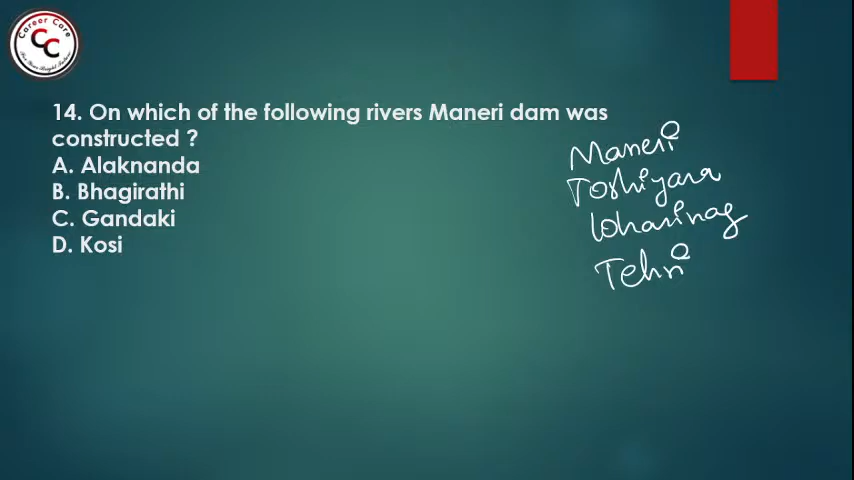 Career Care
CC
14. On which of the following rivers Maneri dam was
constructed ?
A. Alaknanda
B. Bhagirathi
C. Gandaki
D. Kosi
Maneri
Toshiyara
Loharinag
Tehri